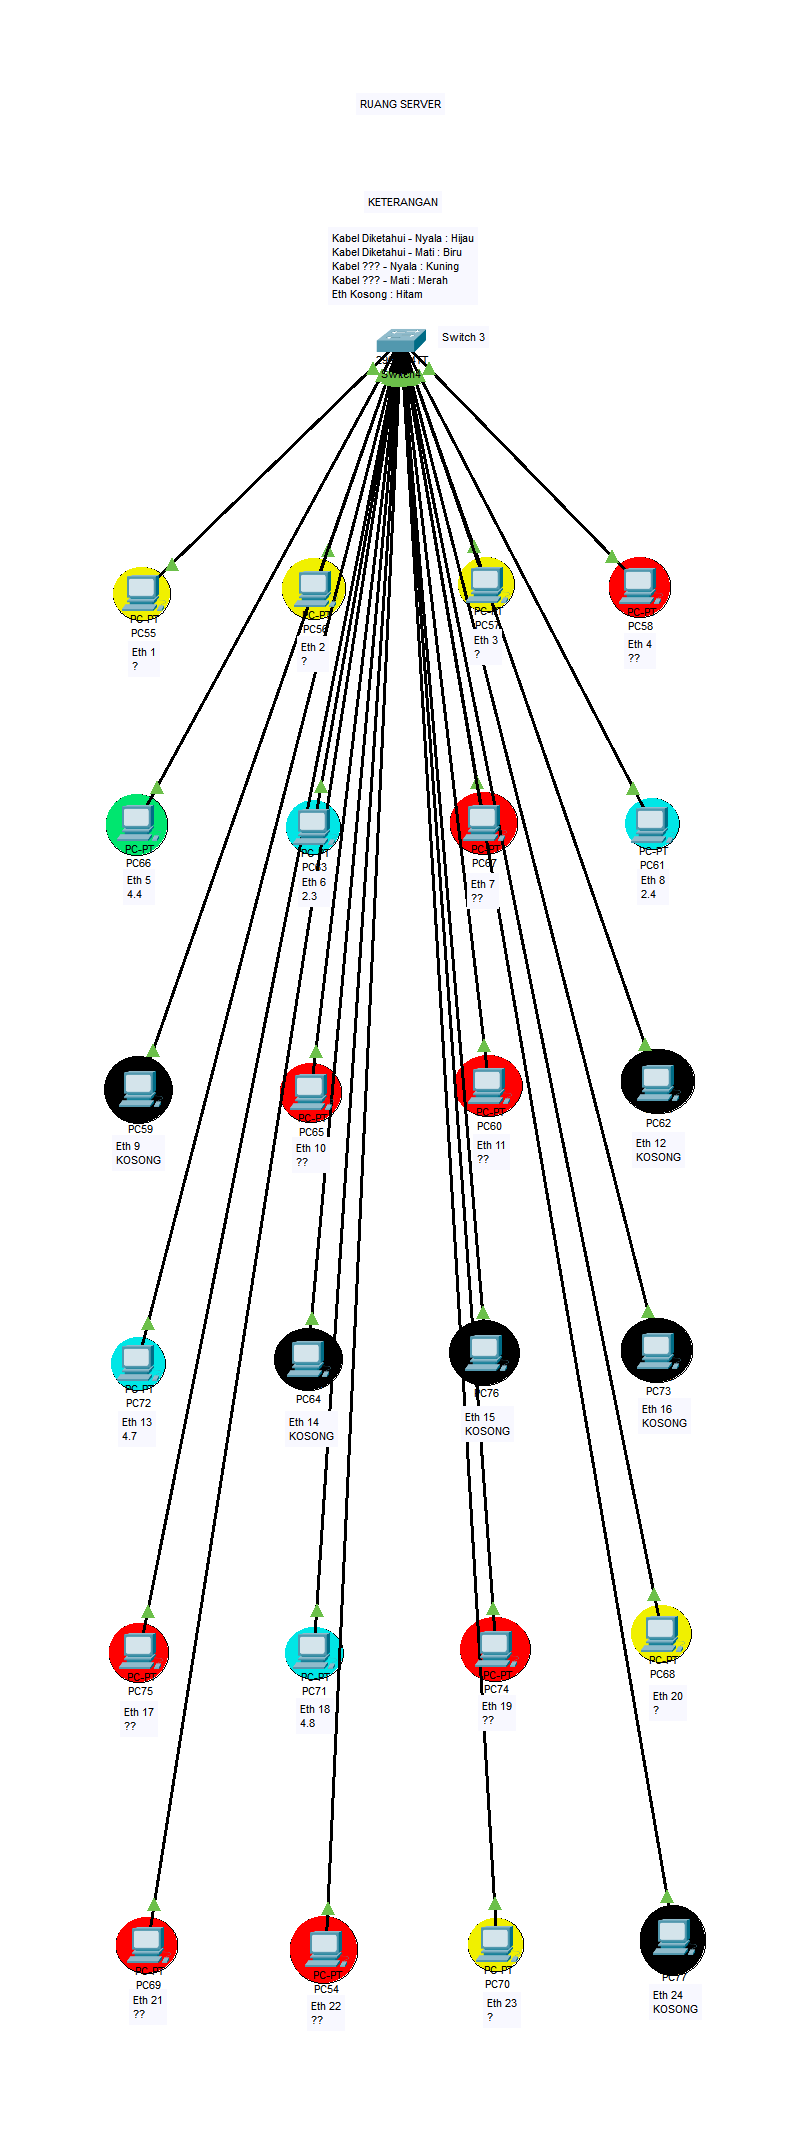 RUANG SERVER
KETERANGAN
Kabel Diketahui - Nyala : Hijau
Kabel Diketahui - Mati : Biru
Kabel ??? - Nyala : Kuning
Kabel ??? - Mati : Merah
Eth Kosong : Hitam
Switch 3
Switch4
PC-PT
PC55
Eth 1
?
PC-PT
PC56
Eth 2
?
PC-PT
PC57
Eth 3
?
PC-PT
PC58
Eth 4
??
PC-PT
PC66
Eth 5
4.4
PC-PT
PC63
Eth 6
2.3
PC-PT
PC67
Eth 7
??
PC-PT
PC61
Eth 8
2.4
PC59
Eth 9
KOSONG
PC-PT
PC65
Eth 10
??
PC-PT
PC60
Eth 11
??
PC62
Eth 12
KOSONG
PC-PT
PC72
Eth 13
4.7
PC64
Eth 14
KOSONG
PC76
Eth 15
KOSONG
PC73
Eth 16
KOSONG
PC-PT
PC75
Eth 17
??
PC-PT
PC71
Eth 18
4.8
PC-PT
PC74
Eth 19
??
PC-PT
PC68
Eth 20
?
PC-PT
PC69
Eth 21
??
PC-PT
PC54
Eth 22
??
PC-PT
PC70
Eth 23
?
PC77
Eth 24
KOSONG